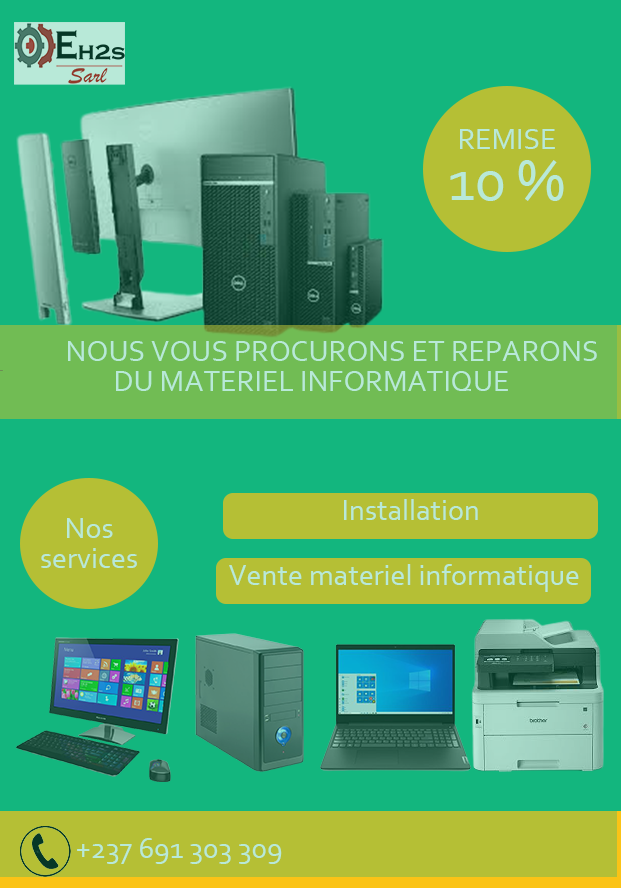 EH2S
Sarl
REMISE
10 %
NOUS VOUS PROCURONS ET REPARONS
DU MATERIEL INFORMATIQUE
Nos
services
Installation
Vente materiel informatique
brother
+237 691 303 309